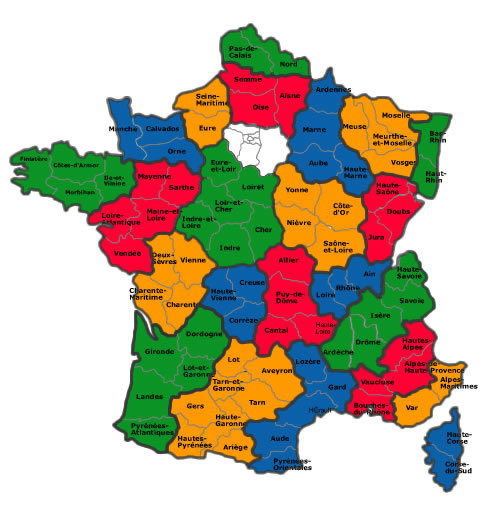 Pas-de-
Calais
Nord
Somme
Aisne
Oise
Ardennes
Seine-
Maritime
Eure
Manche
Calvados
Orne
Marne
Aube
Haute
Marne
Meuse
Moselle
Meurthe-
et-Moselle
Vosges
Bas-
Rhin
Haut-
Rhin
Finistère
Côtes-d'Armor
Morbihan
Ile-et-
Vilaine
Mayenne
Sarthe
Loire-
Atlantique
Maine-et
Loire
Vendée
Eure-
et-Loir
Loiret
Loir-et-
Cher
Indre-et-
Loire
Cher
Indre
Yonne
Côte-
d'Or
Nièvre
Saône-
et-Loire
Haute-
Saône
Doubs
Jura
Deux-
Sèvres
Vienne
Charente-
Maritime
Charent
Haute-
Vienne
Creuse
Corrèze
Allier
Puy-de-
Dôme
Cantal
Haute
Loire
Ain
Rhône
Loire
Haute-
Savoie
Savoie
Isère
Drôme
Ardèche
Dordogne
Gironde
Lot-et-
Garonne
Landes
Pyrénées-
Atlantiques
Lot
Aveyron
Tarn-et-
Garonne
Tarn
Gers
Haute-
Garonne
Hautes-
Pyrénées
Ariège
Lozère
Gard
Hérault
Aude
Pyrénées-
Orientales
Hautes-
Alpes
Alpes-de-
Haute-Provence
Alpes
Maritimes
Vaucluse
Bouches-
du-Rhône
Var
Haute-
Corse
Corse-
du-Sud